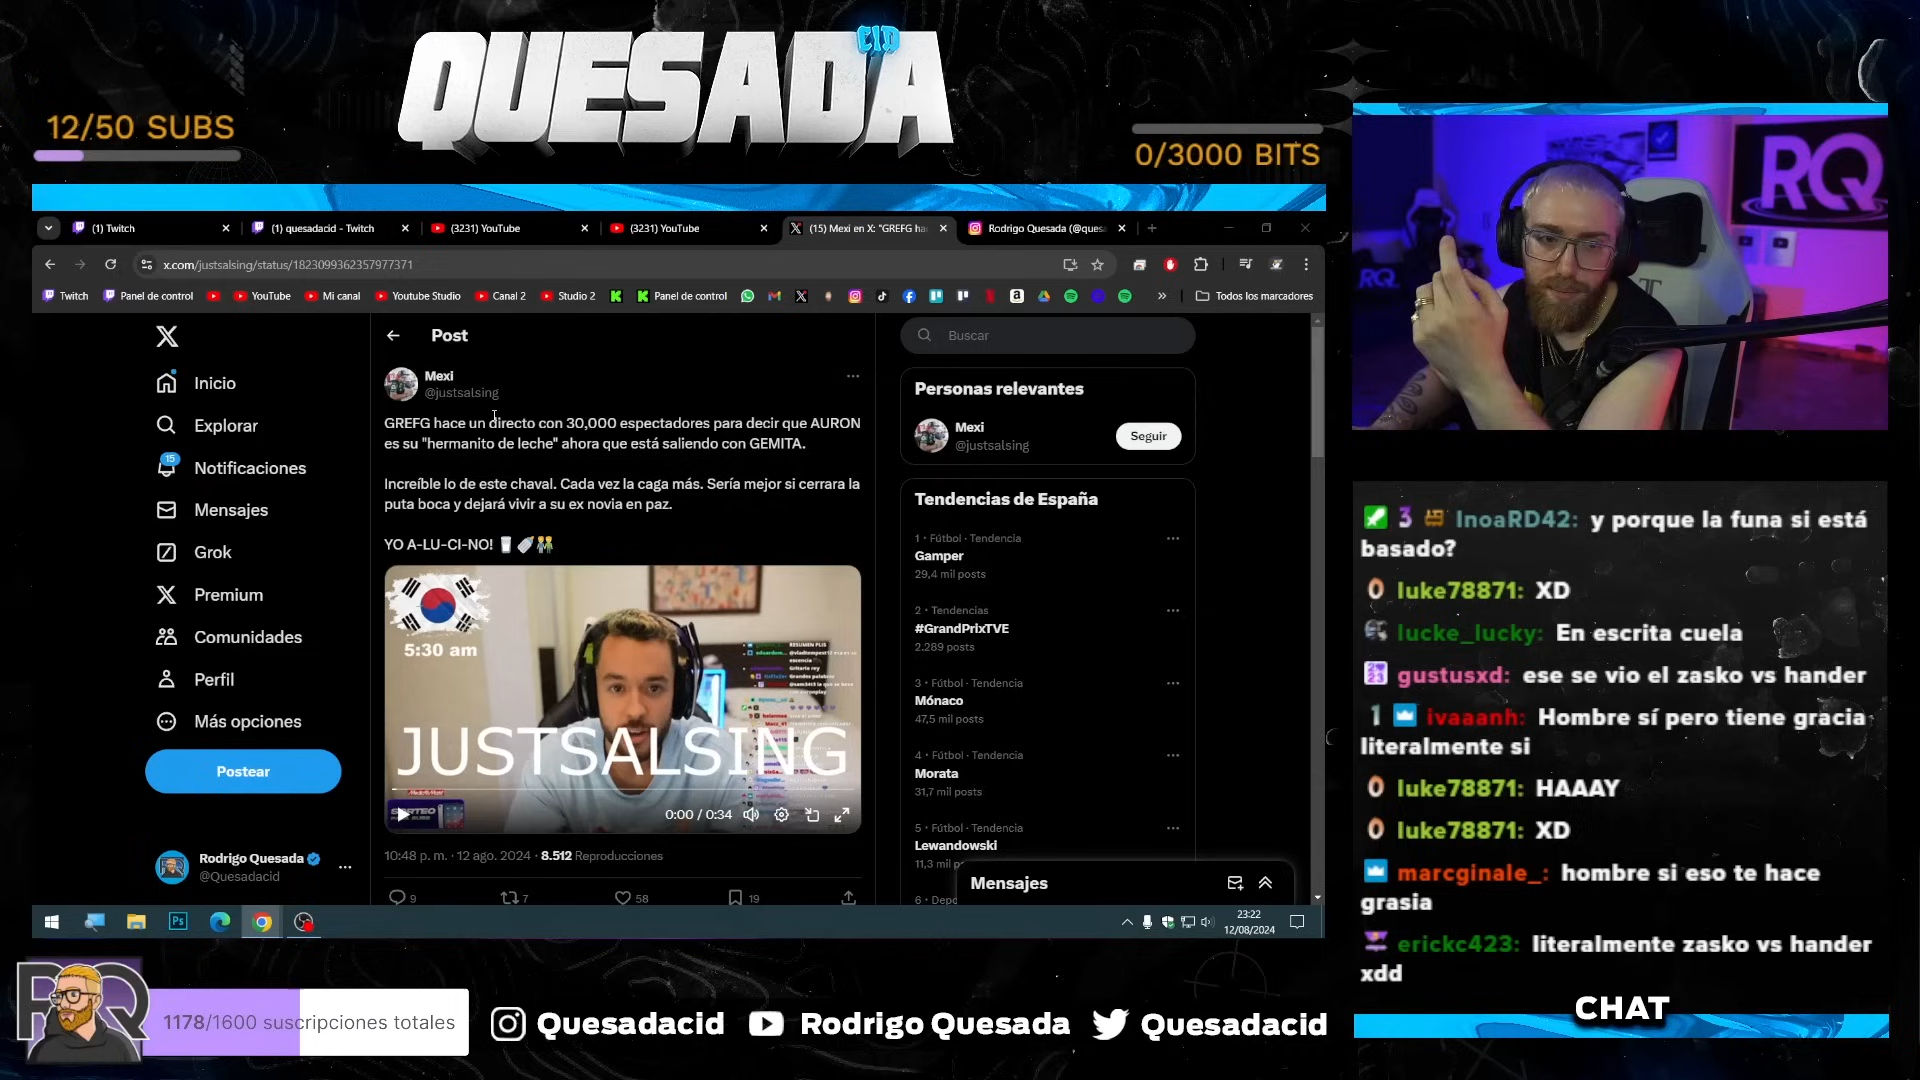 QUESADA
CID
12/50 SUBS
0/3000 BITS
(1) Twitch
(1) quesadacid - Twitch
(3231) YouTube
(3231) YouTube
(15) Mexi en X: "GREFG ha
Rodrigo Quesada (@ques
x.com/justsalsing/status/1823099362357977371
Twitch
Panel de control
YouTube
Mi canal
Youtube Studio
Canal 2
Studio 2
Panel de control
Todos los marcadores
Inicio
Explorar
15
Notificaciones
Mensajes
Grok
Premium
Comunidades
Perfil
Más opciones
Postear
Rodrigo Quesada
@Quesadacid
Post
Mexi
@justsalsing
GREFG hace un directo con 30,000 espectadores para decir que AURON
es su "hermanito de leche" ahora que está saliendo con GEMITA.
Increíble lo de este chaval. Cada vez la caga más. Sería mejor si cerrara la
puta boca y dejará vivir a su ex novia en paz.
YO A-LU-CI-NO! 🥛🍼👬
5:30 am
JUSTSALSING
SORTEO
0:00 / 0:34
10:48 p. m. · 12 ago. 2024 · 8.512 Reproducciones
9
7
58
19
Buscar
Personas relevantes
Mexi
@justsalsing
Seguir
Tendencias de España
1 · Fútbol · Tendencia
Gamper
29,4 mil posts
2 · Tendencias
#GrandPrixTVE
2.289 posts
3 · Fútbol · Tendencia
Mónaco
47,5 mil posts
4 · Fútbol · Tendencia
Morata
31,7 mil posts
5 · Fútbol · Tendencia
Lewandowski
11,3 mil
Mensajes
23:22
12/08/2024
RQ
RQ
3 InoaRD42: y porque la funa si está
basado?
luke78871: XD
lucke_lucky: En escrita cuela
gustusxd: ese se vio el zasko vs hander
1 ivaaanh: Hombre sí pero tiene gracia
literalmente si
luke78871: HAAAY
luke78871: XD
marcginale_: hombre si eso te hace
grasia
erickc423: literalmente zasko vs hander
xdd
CHAT
RQ
1178/1600 suscripciones totales
Quesadacid
Rodrigo Quesada
Quesadacid